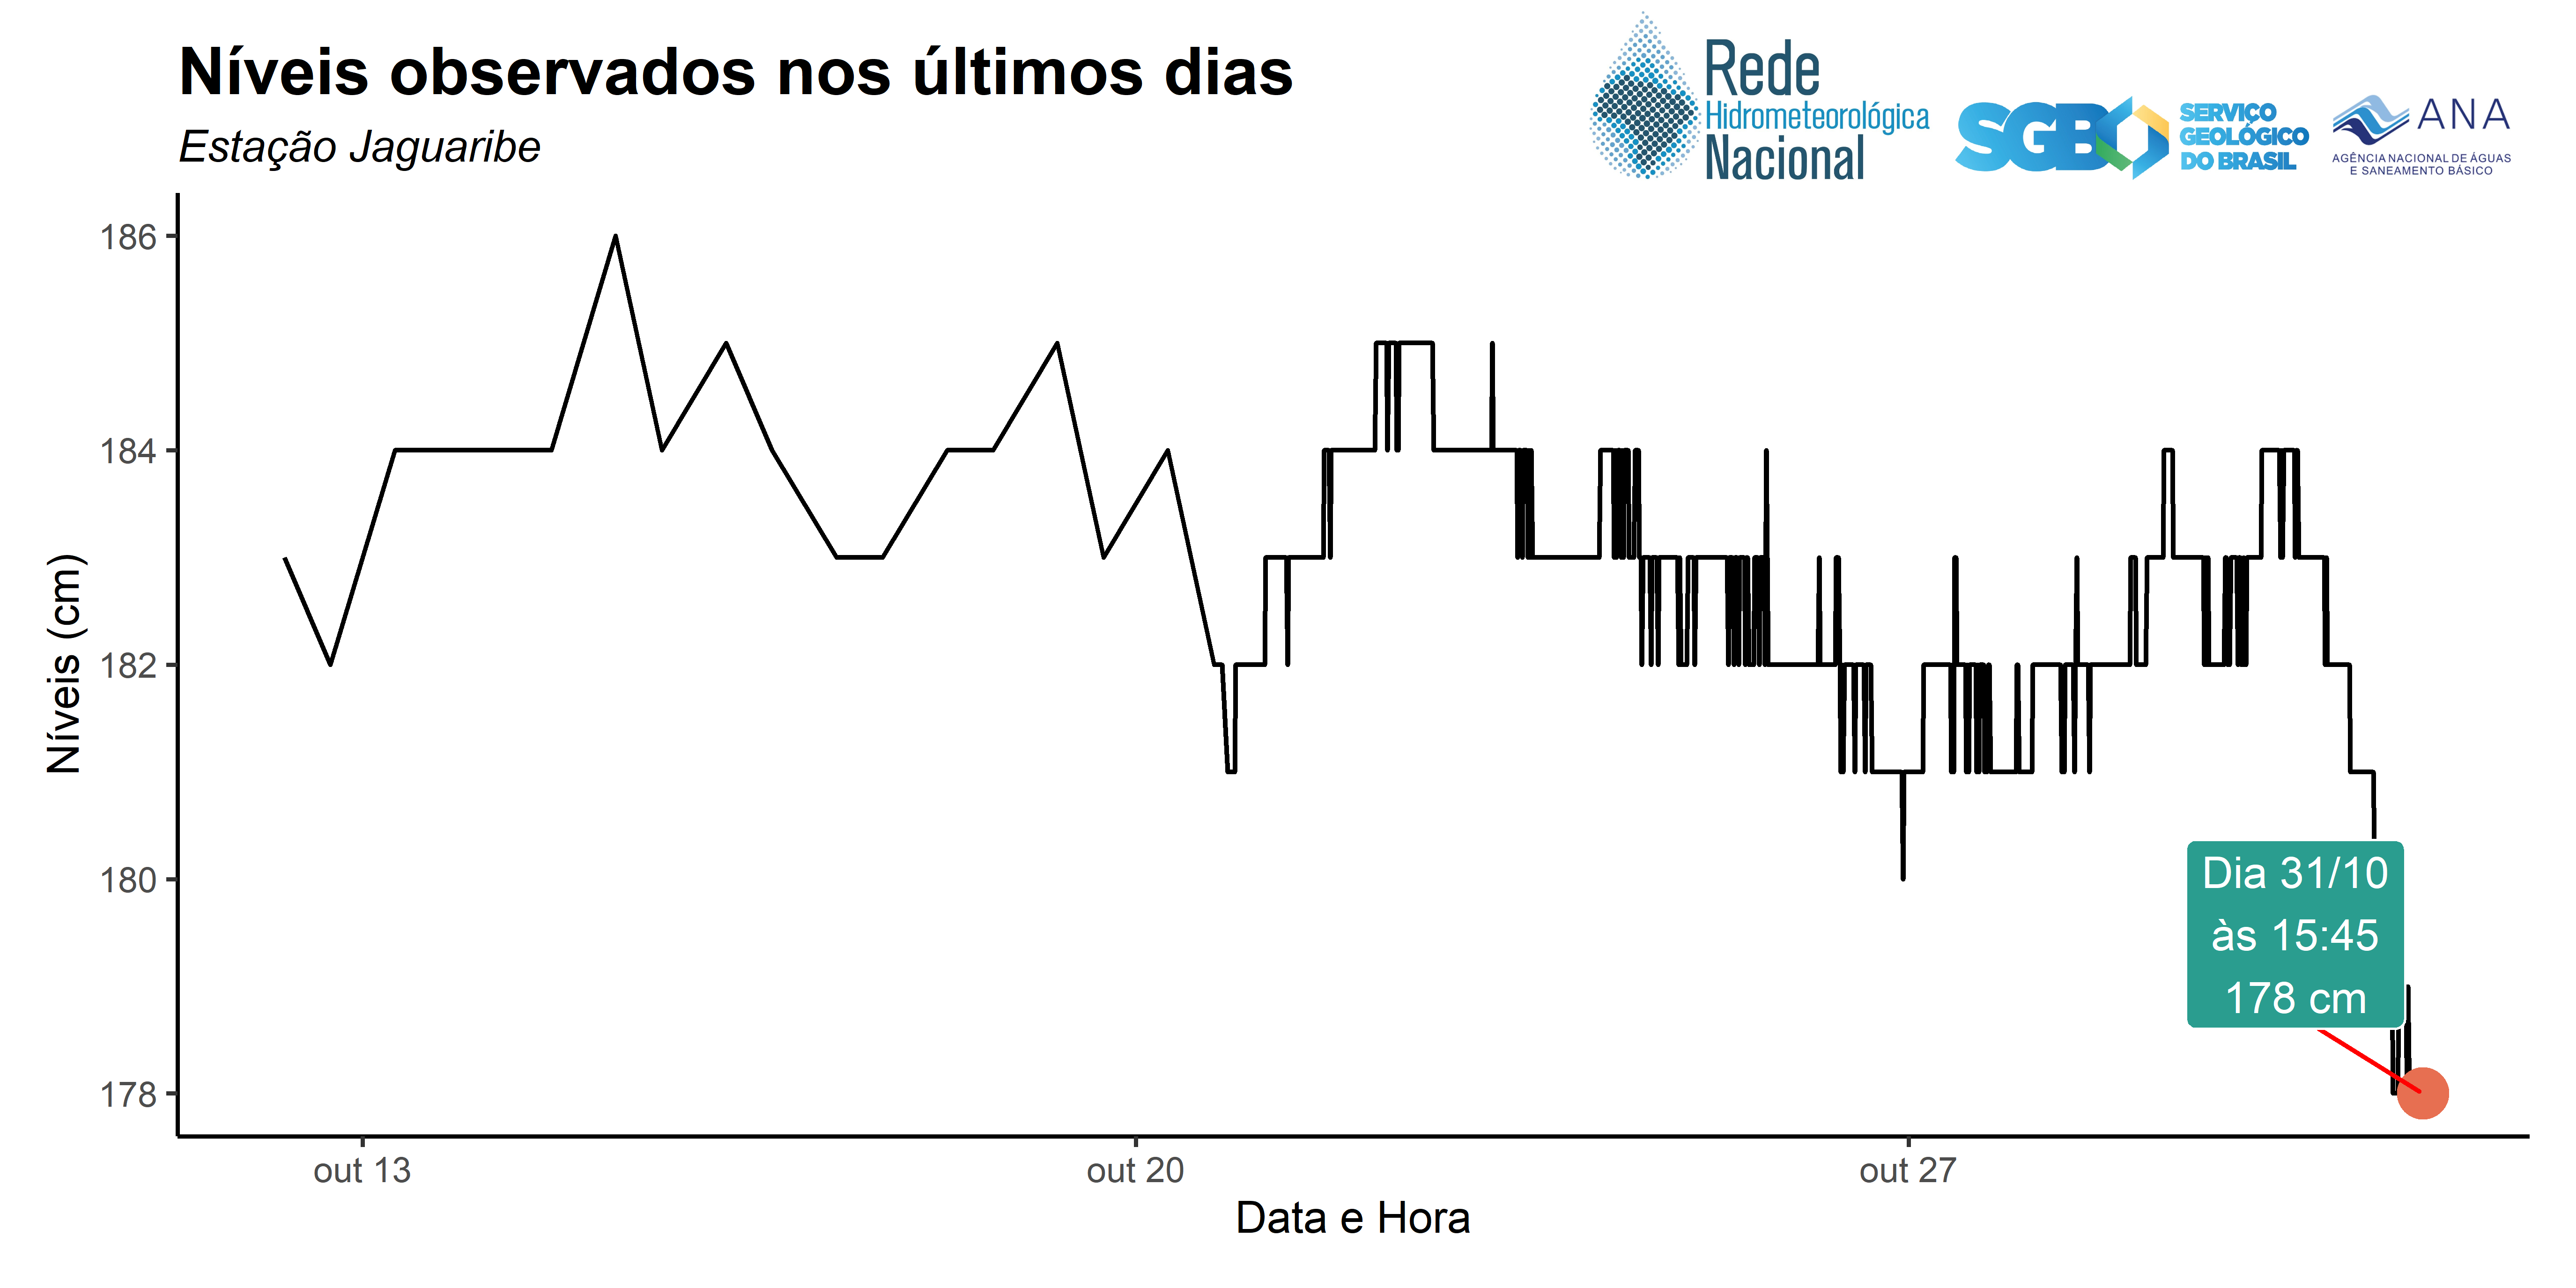 Níveis observados nos últimos dias
Estação Jaguaribe
Rede
Hidrometeorológica
Nacional
SGB
SERVIÇO
GEOLÓGICO
DO BRASIL
ANA
AGÊNCIA NACIONAL DE ÁGUAS
E SANEAMENTO BÁSICO
Níveis (cm)
186
184
182
180
178
Dia 31/10
às 15:45
178 cm
out 13
out 20
out 27
Data e Hora